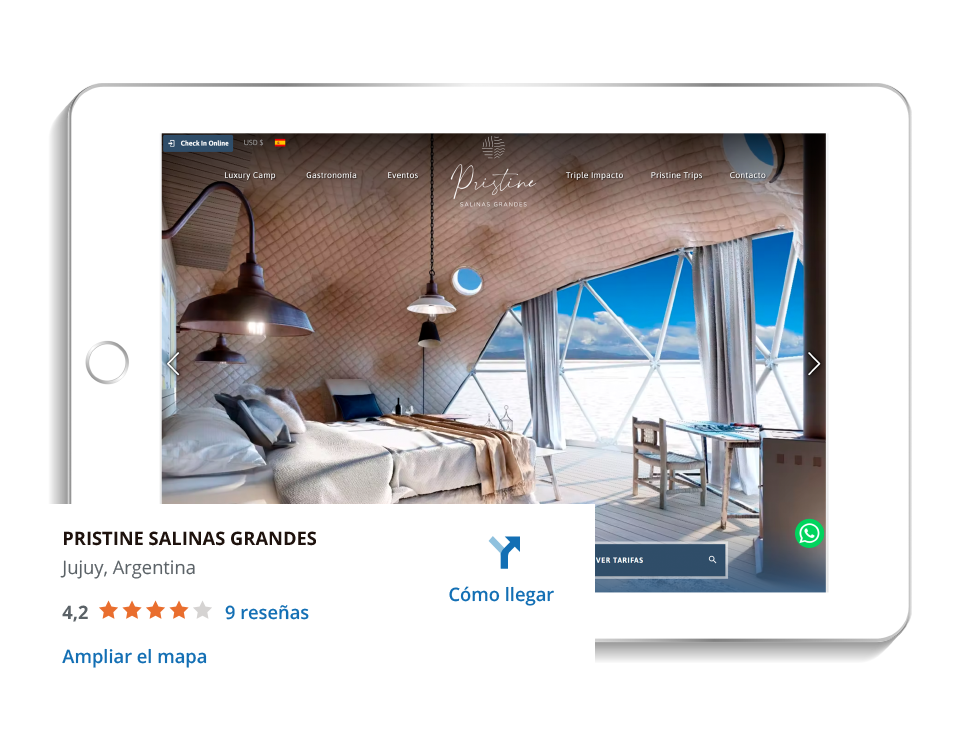 Check In Online
USD $
Luxury Camp
Gastronomía
Eventos
Pristine
SALINAS GRANDES
Triple Impacto
Pristine Trips
Contacto
VER TARIFAS
PRISTINE SALINAS GRANDES
Jujuy, Argentina
Cómo llegar
4,2
9 reseñas
Ampliar el mapa